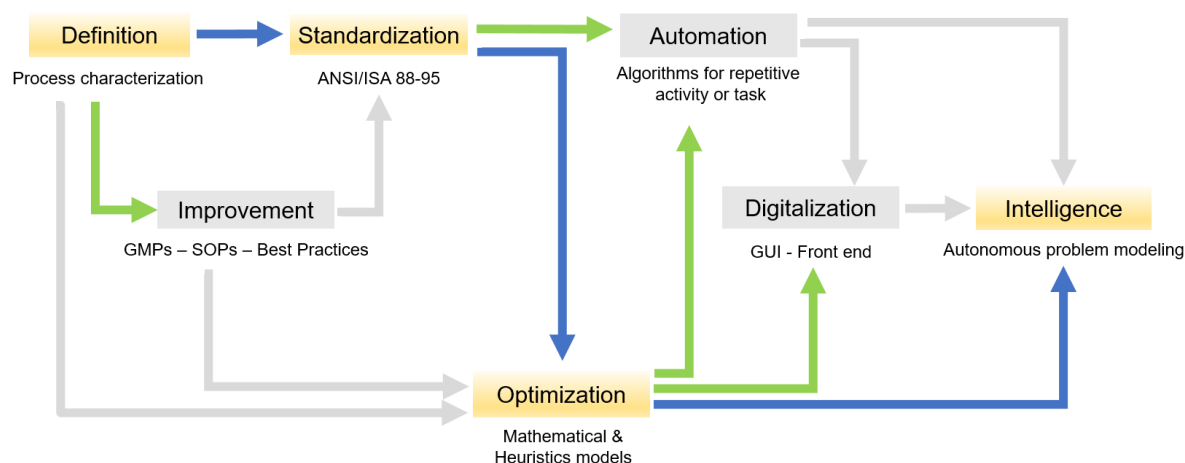 Definition
Process characterization
Standardization
ANSI/ISA 88-95
Automation
Algorithms for repetitive
activity or task
Improvement
GMPs – SOPs – Best Practices
Digitalization
GUI - Front end
Intelligence
Autonomous problem modeling
Optimization
Mathematical &
Heuristics models